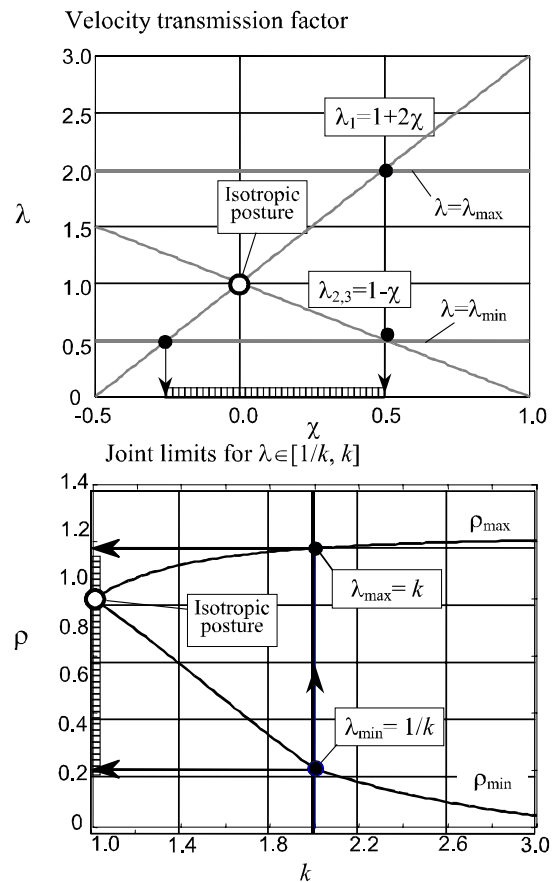 Velocity transmission factor
3.0
2.5
λ₁=1+2χ
2.0
Isotropic
posture
λ=λmax
λ
1.5
1.0
λ₂,₃=1-χ
λ=λmin
0.5
0
-0.5
0.0
0.5
1.0
χ
Joint limits for λ∈[1/k, k]
1.4
ρmax
1.2
1.0
λmax= k
Isotropic
posture
0.8
ρ
0.6
0.4
λmin= 1/k
0.2
ρmin
0
1.0
1.4
1.8
2.2
2.6
3.0
k